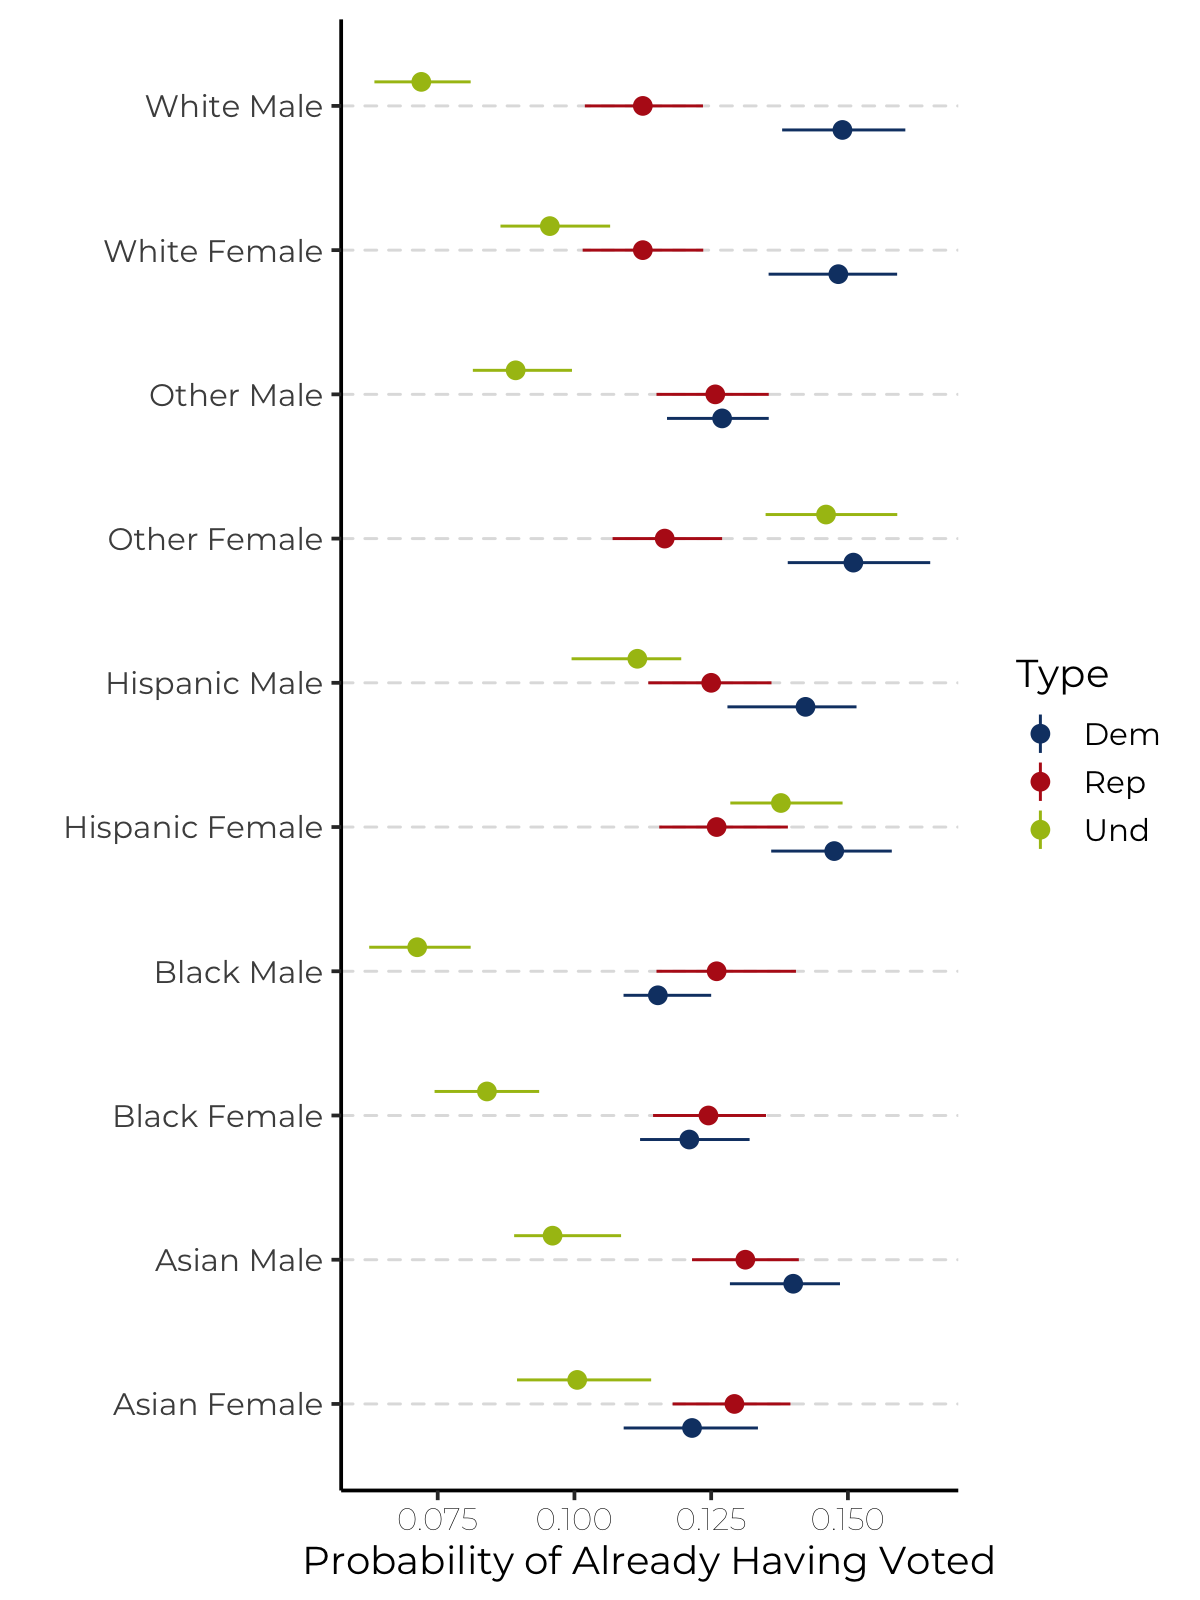 White Male
White Female
Other Male
Other Female
Hispanic Male
Hispanic Female
Black Male
Black Female
Asian Male
Asian Female
0.075 0.100 0.125 0.150
Probability of Already Having Voted
Type
Dem
Rep
Und